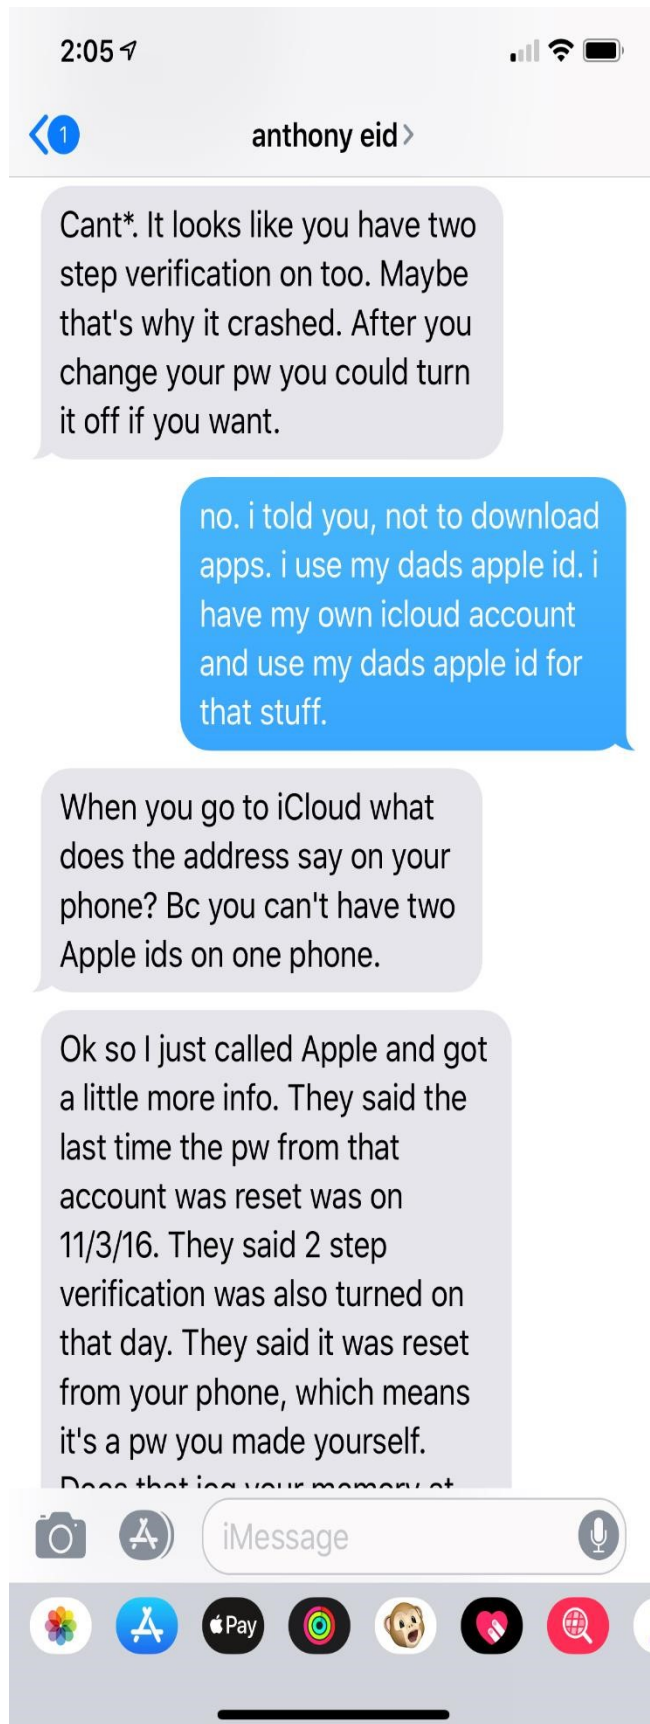 2:05
1
anthony eid
Cant*. It looks like you have two
step verification on too. Maybe
that's why it crashed. After you
change your pw you could turn
it off if you want.
no. i told you, not to download
apps. i use my dads apple id. i
have my own icloud account
and use my dads apple id for
that stuff.
When you go to iCloud what
does the address say on your
phone? Bc you can't have two
Apple ids on one phone.
Ok so I just called Apple and got
a little more info. They said the
last time the pw from that
account was reset was on
11/3/16. They said 2 step
verification was also turned on
that day. They said it was reset
from your phone, which means
it's a pw you made yourself.
Does that jog your memory at
iMessage
Pay